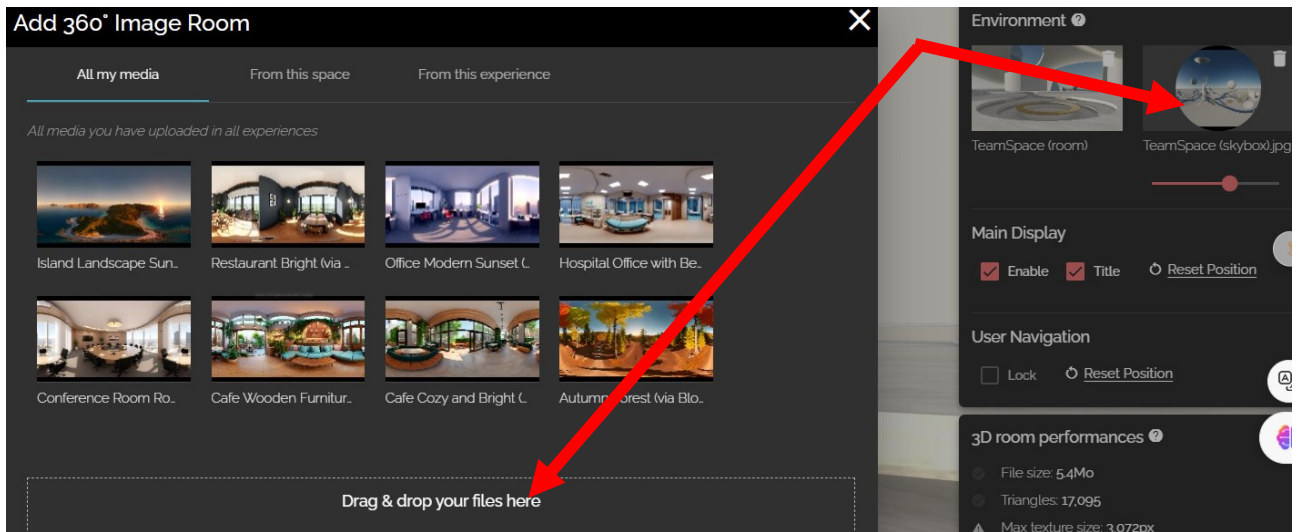 Add 360° Image Room
All my media
From this space
From this experience
All media you have uploaded in all experiences
Island Landscape Sun...
Restaurant Bright (via ...
Office Modern Sunset (...
Hospital Office with Be...
Conference Room Ro...
Cafe Wooden Furnitur...
Cafe Cozy and Bright (...
Autumn Forest (via Blo...
Drag & drop your files here
Environment
TeamSpace (room)
TeamSpace (skybox).jpg
Main Display
Enable
Title
Reset Position
User Navigation
Lock
Reset Position
3D room performances
File size: 5.4Mo
Triangles: 17,095
Max texture size: 3,072px